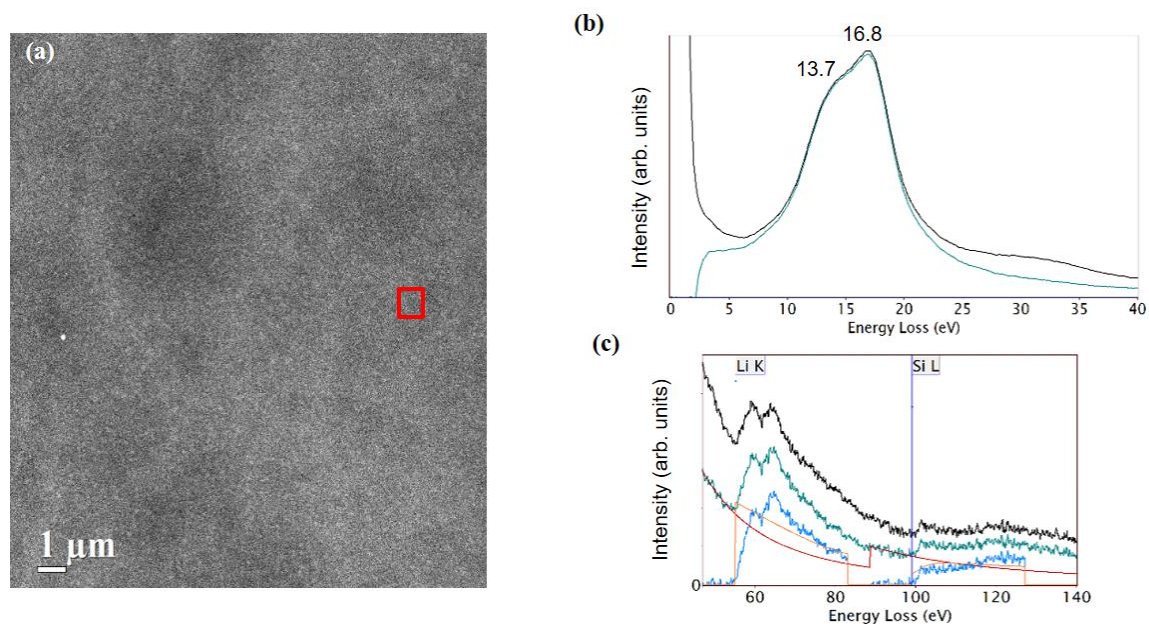 (a)
1 μm
(b)
16.8
13.7
Intensity (arb. units)
0 5 10 15 20 25 30 35 40
Energy Loss (eV)
(c)
Li K Si L
Intensity (arb. units)
0
60 80 100 120 140
Energy Loss (eV)